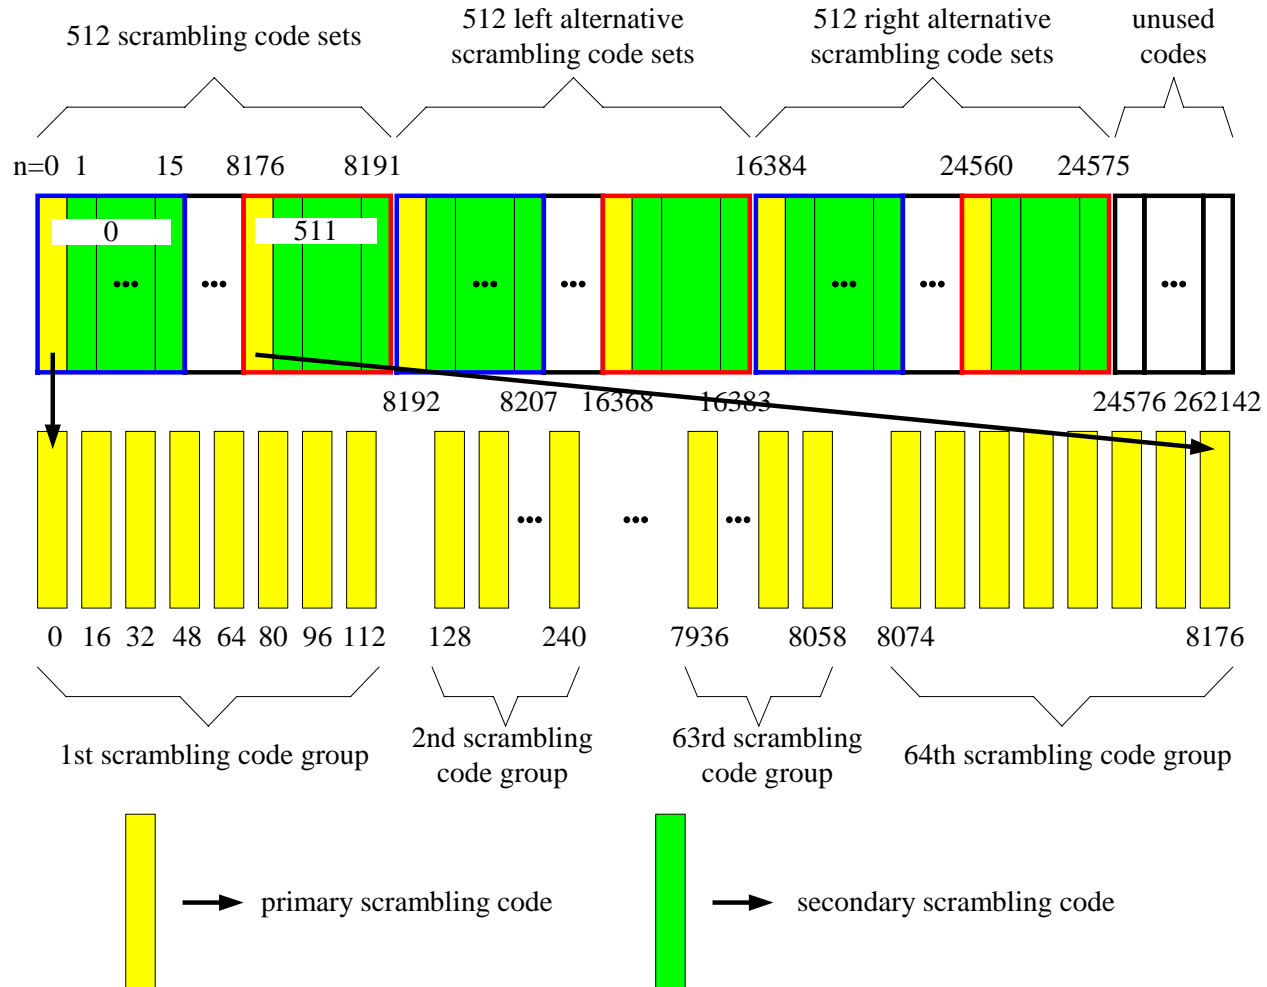 512 scrambling code sets
512 left alternative
scrambling code sets
512 right alternative
scrambling code sets
unused
codes
n=0 1 15 8176 8191 16384 24560 24575
0 511
... ... ... ... ... ... ...
8192 8207 16368 16383 24576 262142
... ... ...
0 16 32 48 64 80 96 112 128 240 7936 8058 8074 8176
1st scrambling code group
2nd scrambling
code group
63rd scrambling
code group
64th scrambling code group
primary scrambling code
secondary scrambling code